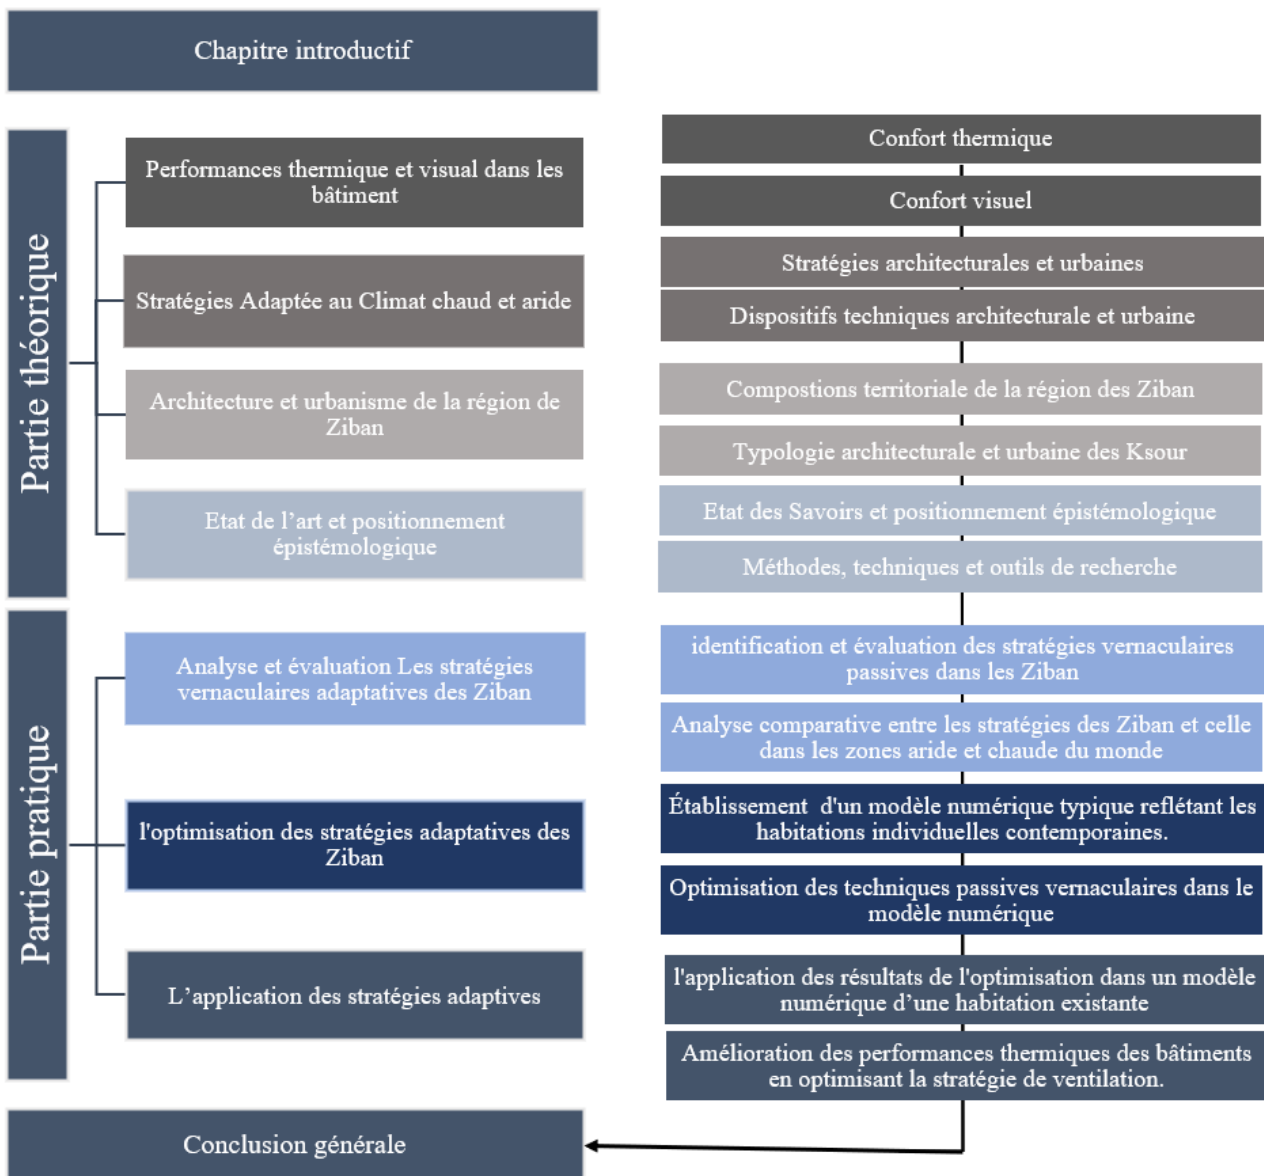 Chapitre introductif
Partie théorique
Performances thermique et visual dans les
bâtiment
Stratégies Adaptée au Climat chaud et aride
Architecture et urbanisme de la région de
Ziban
Etat de l’art et positionnement
épistémologique
Confort thermique
Confort visuel
Stratégies architecturales et urbaines
Dispositifs techniques architecturale et urbaine
Compostions territoriale de la région des Ziban
Typologie architecturale et urbaine des Ksour
Etat des Savoirs et positionnement épistémologique
Méthodes, techniques et outils de recherche
Partie pratique
Analyse et évaluation Les stratégies
vernaculaires adaptatives des Ziban
l'optimisation des stratégies adaptatives des
Ziban
L’application des stratégies adaptives
identification et évaluation des stratégies vernaculaires
passives dans les Ziban
Analyse comparative entre les stratégies des Ziban et celle
dans les zones aride et chaude du monde
Établissement d'un modèle numérique typique reflétant les
habitations individuelles contemporaines.
Optimisation des techniques passives vernaculaires dans le
modèle numérique
l'application des résultats de l'optimisation dans un modèle
numérique d’une habitation existante
Amélioration des performances thermiques des bâtiments
en optimisant la stratégie de ventilation.
Conclusion générale